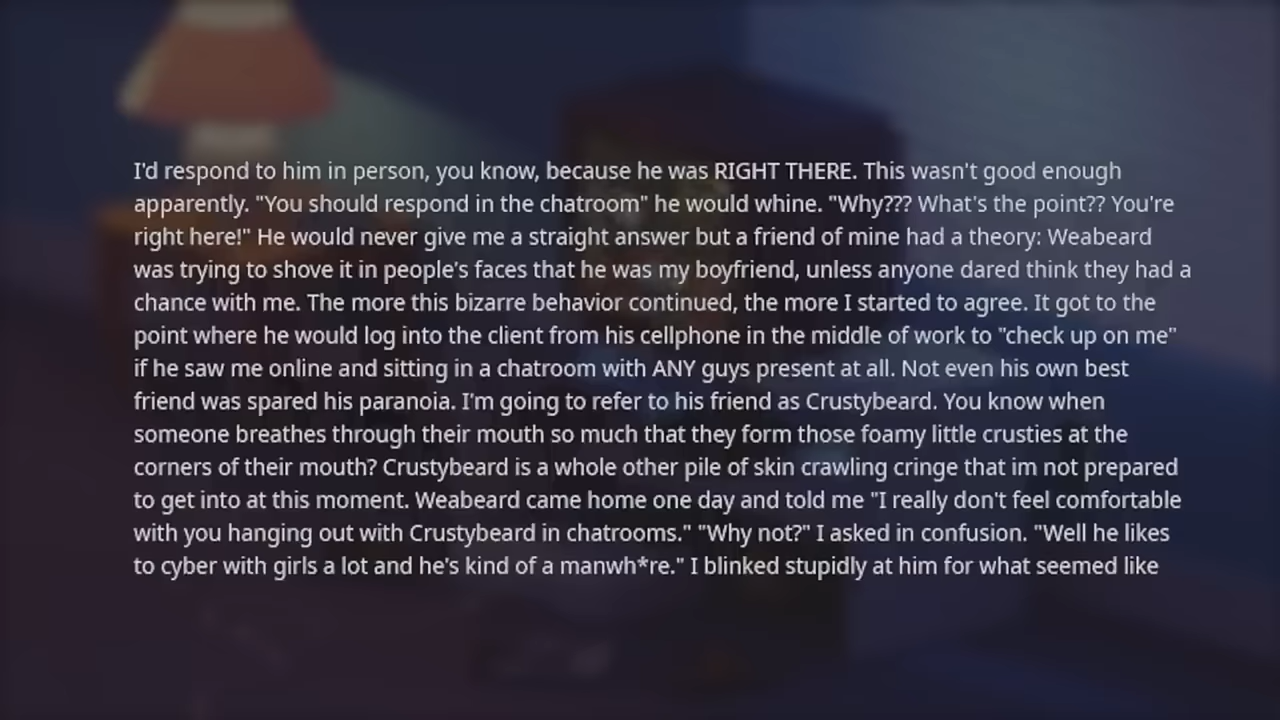 I'd respond to him in person, you know, because he was RIGHT THERE. This wasn't good enough
apparently. "You should respond in the chatroom" he would whine. "Why??? What's the point?? You're
right here!" He would never give me a straight answer but a friend of mine had a theory: Weabeard
was trying to shove it in people's faces that he was my boyfriend, unless anyone dared think they had a
chance with me. The more this bizarre behavior continued, the more I started to agree. It got to the
point where he would log into the client from his cellphone in the middle of work to "check up on me"
if he saw me online and sitting in a chatroom with ANY guys present at all. Not even his own best
friend was spared his paranoia. I'm going to refer to his friend as Crustybeard. You know when
someone breathes through their mouth so much that they form those foamy little crusties at the
corners of their mouth? Crustybeard is a whole other pile of skin crawling cringe that im not prepared
to get into at this moment. Weabeard came home one day and told me "I really don't feel comfortable
with you hanging out with Crustybeard in chatrooms." "Why not?" I asked in confusion. "Well he likes
to cyber with girls a lot and he's kind of a manwh*re." I blinked stupidly at him for what seemed like